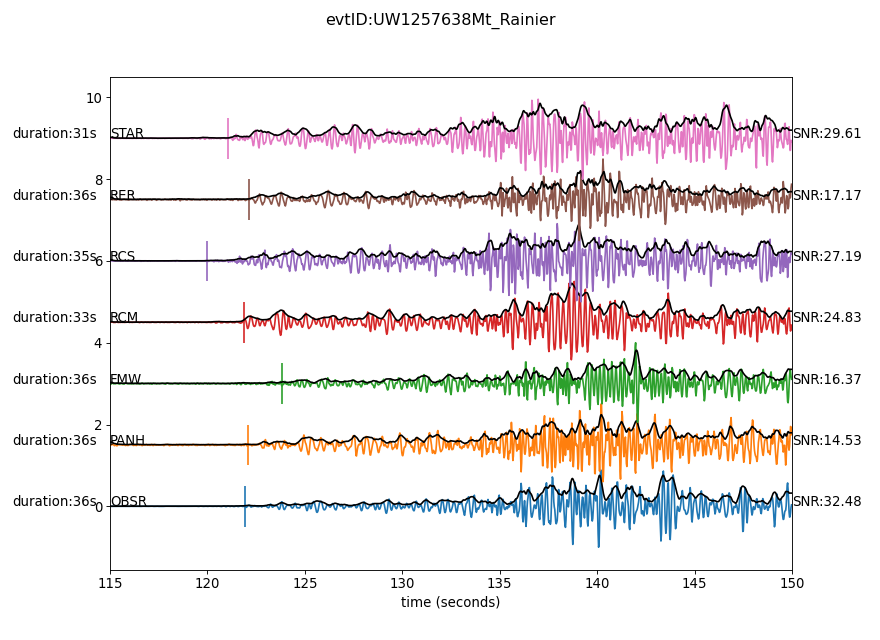 evtID:UW1257638Mt_Rainier
10
duration:31s STAR SNR:29.61
8
duration:36s RER SNR:17.17
duration:35s RCS SNR:27.19
6
duration:33s RCM SNR:24.83
4
duration:36s FMW SNR:16.37
2
duration:36s PANH SNR:14.53
duration:36s OBSR SNR:32.48
0
115 120 125 130 135 140 145 150
time (seconds)